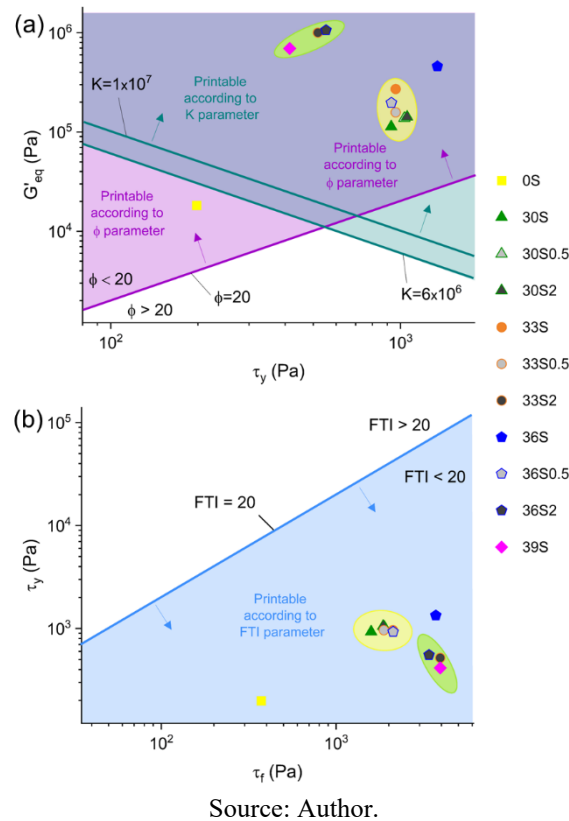 (a)
10⁶
10⁵
10⁴
G'eq (Pa)
K=1x10⁷
Printable
according to
K parameter
Printable
according to
ϕ parameter
Printable
according to
ϕ parameter
ϕ < 20
ϕ > 20
ϕ=20
K=6x10⁶
10² 10³
τy (Pa)
0S
30S
30S0.5
30S2
33S
33S0.5
33S2
36S
36S0.5
36S2
39S
(b)
10⁵
10⁴
10³
τy (Pa)
FTI > 20
FTI < 20
FTI = 20
Printable
according to
FTI parameter
10² 10³
τf (Pa)
Source: Author.